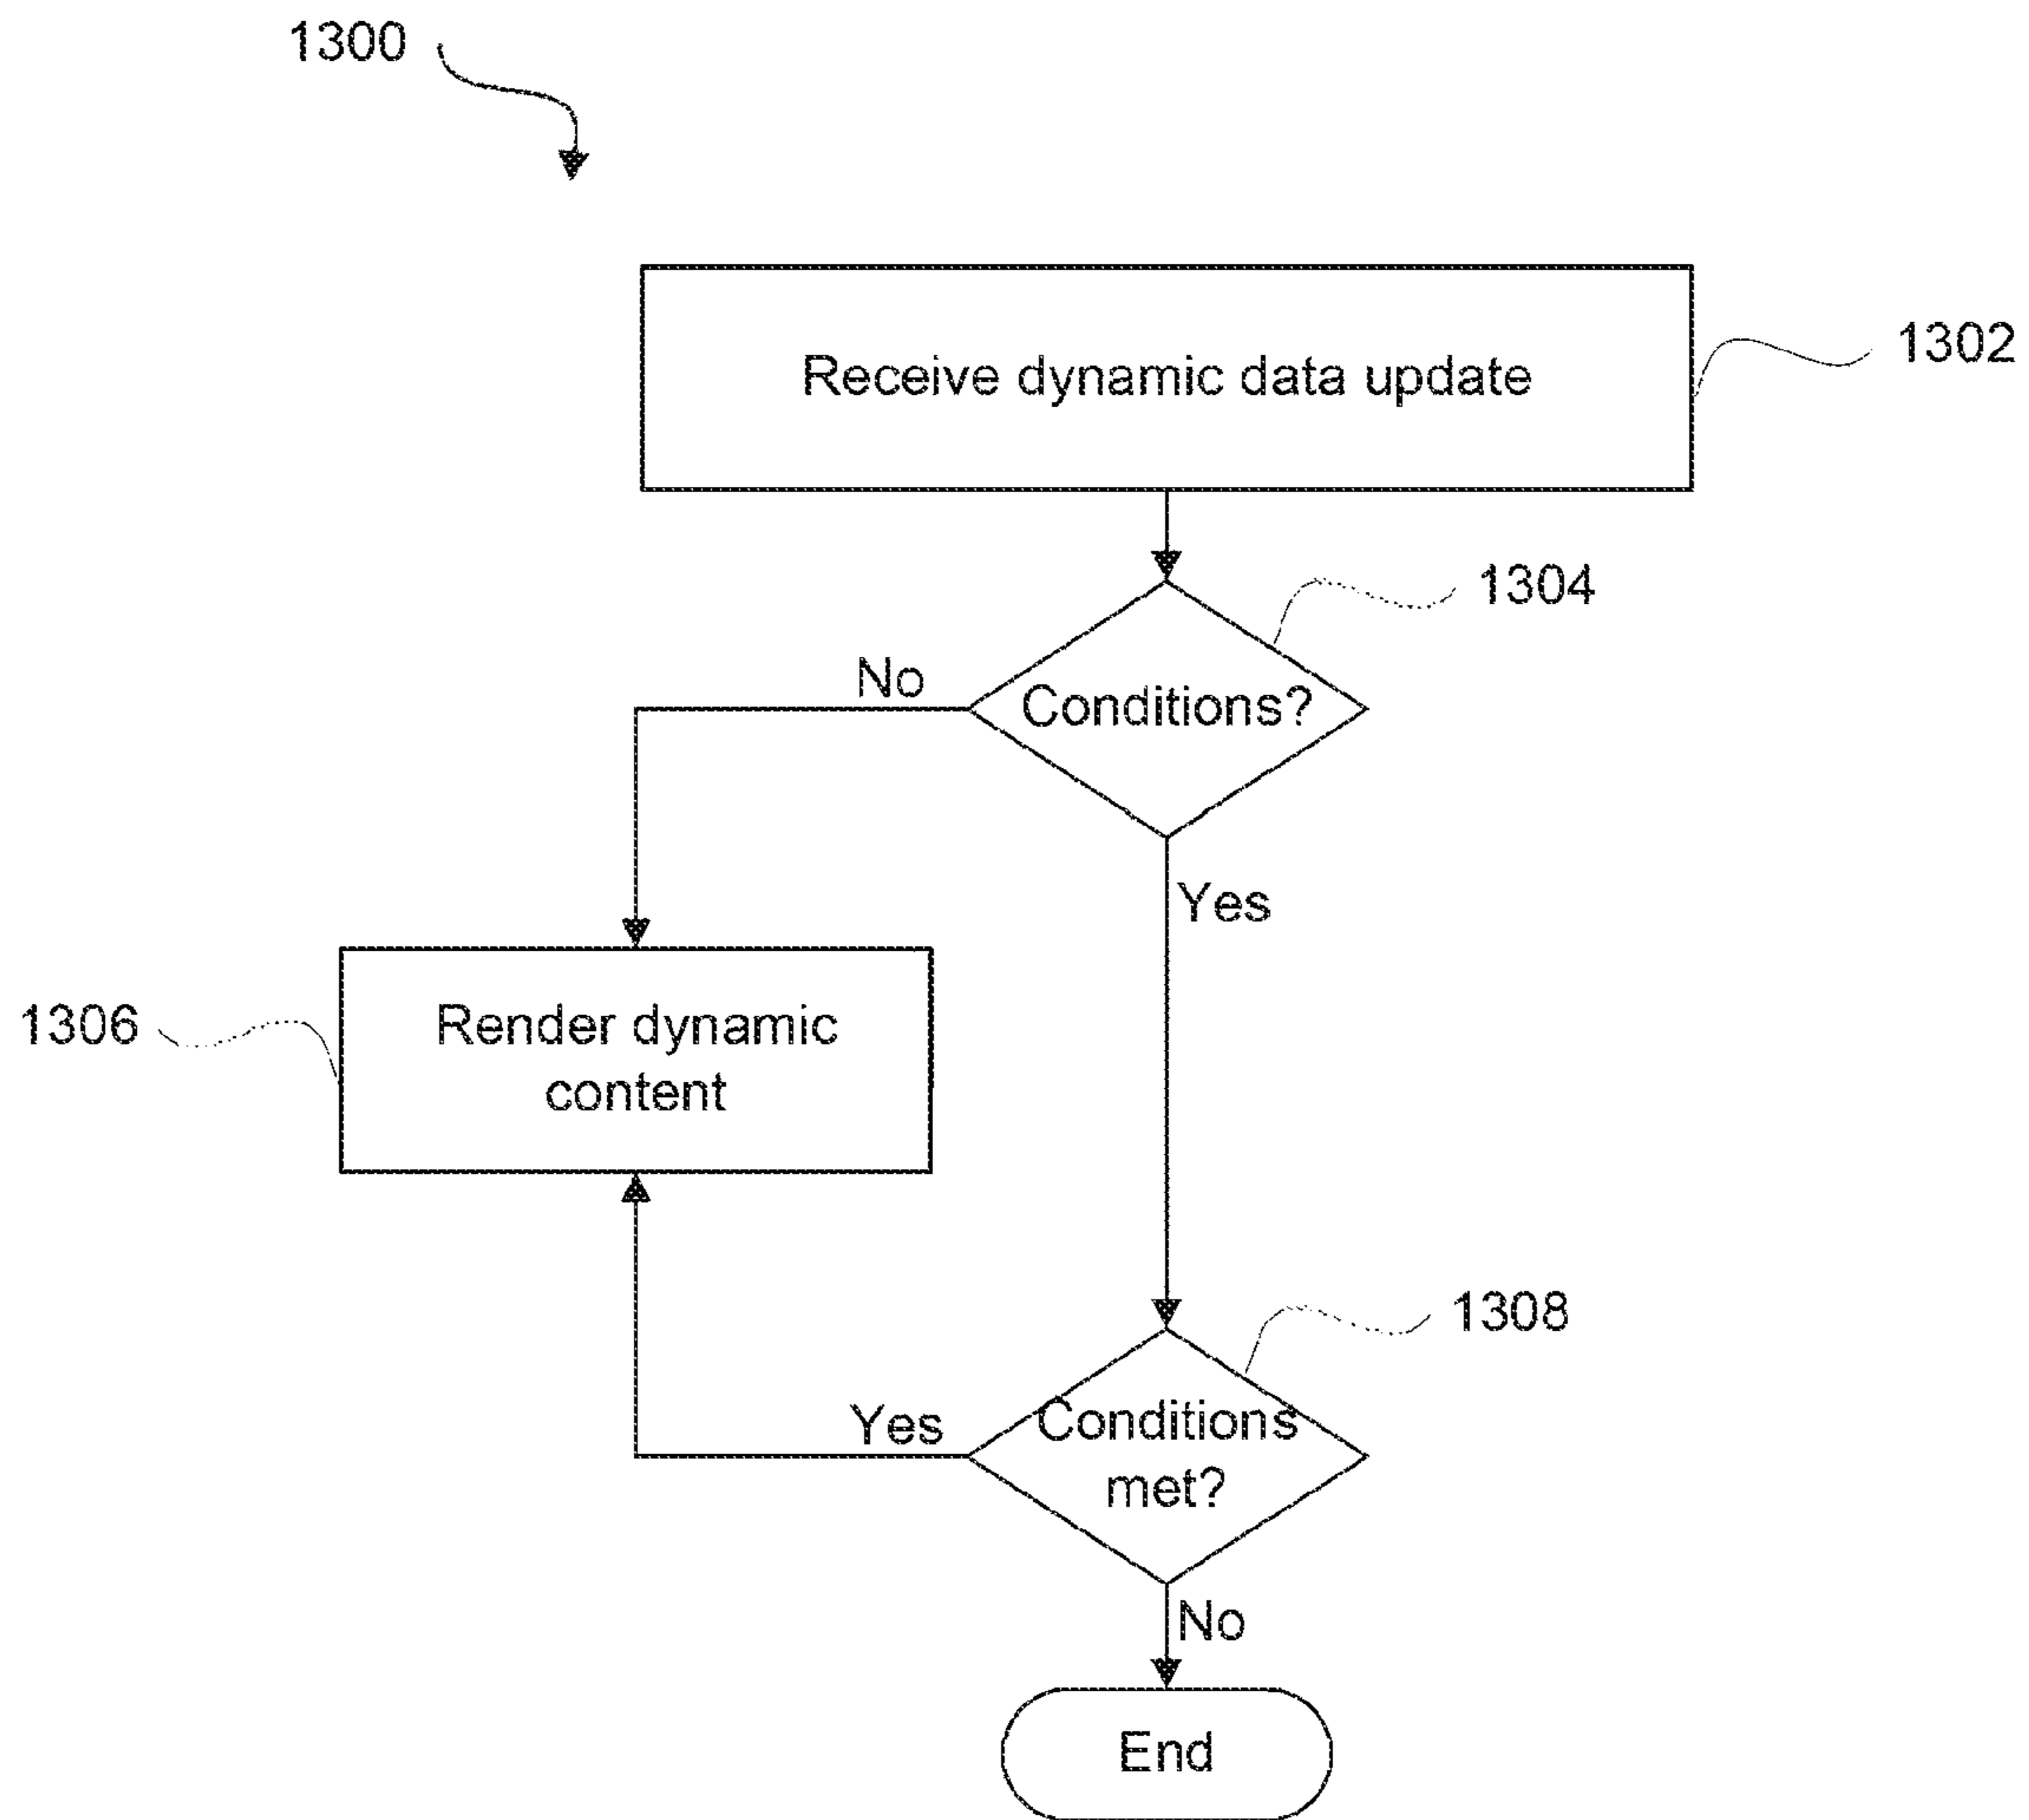 1300
Receive dynamic data update
1302
1304
No
Conditions?
Yes
1306
Render dynamic
content
1308
Yes
Conditions
met?
No
End